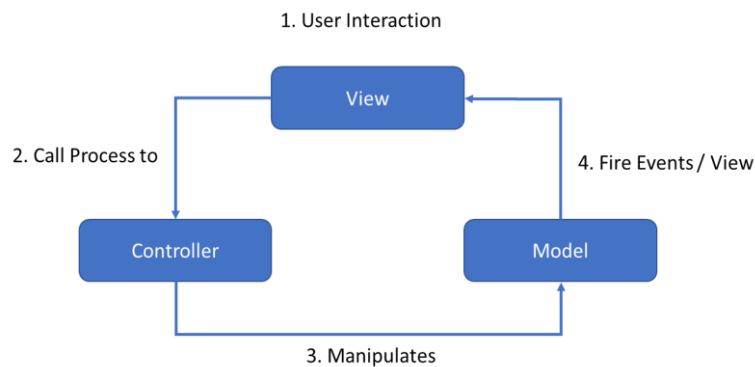 1. User Interaction
View
2. Call Process to
4. Fire Events / View
Controller
Model
3. Manipulates